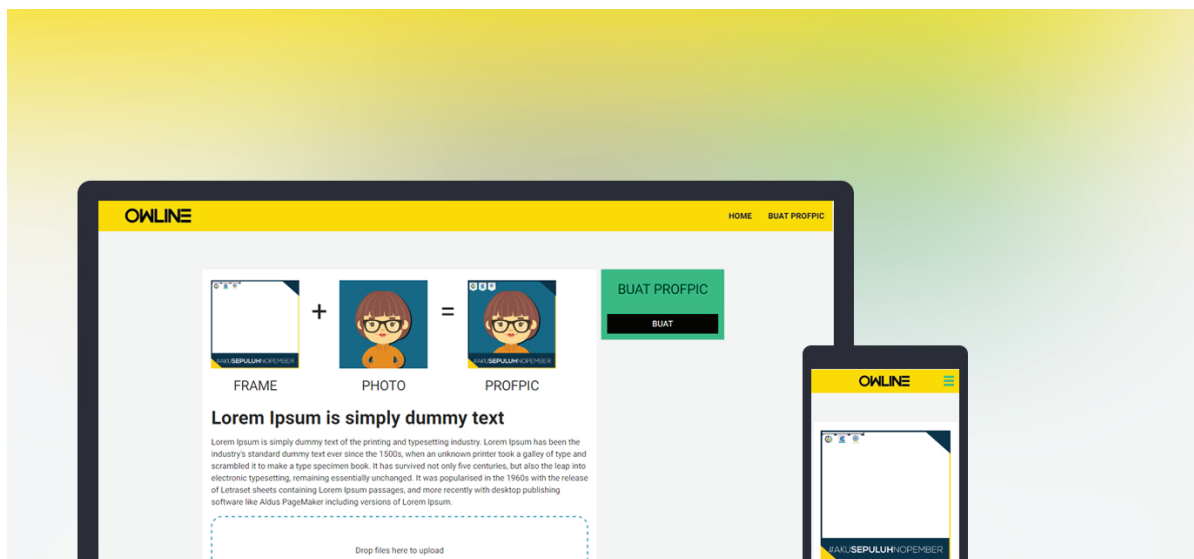 OWLINE
HOME BUAT PROFPIC
#AKUSEPULUHNOPEMBER
+
=
#AKUSEPULUHNOPEMBER
FRAME
PHOTO
PROFPIC
BUAT PROFPIC
BUAT
Lorem Ipsum is simply dummy text
Lorem Ipsum is simply dummy text of the printing and typesetting industry. Lorem Ipsum has been the
industry's standard dummy text ever since the 1500s, when an unknown printer took a galley of type and
scrambled it to make a type specimen book. It has survived not only five centuries, but also the leap into
electronic typesetting, remaining essentially unchanged. It was popularised in the 1960s with the release
of Letraset sheets containing Lorem Ipsum passages, and more recently with desktop publishing
software like Aldus PageMaker including versions of Lorem Ipsum.
Drop files here to upload
OWLINE
#AKUSEPULUHNOPEMBER